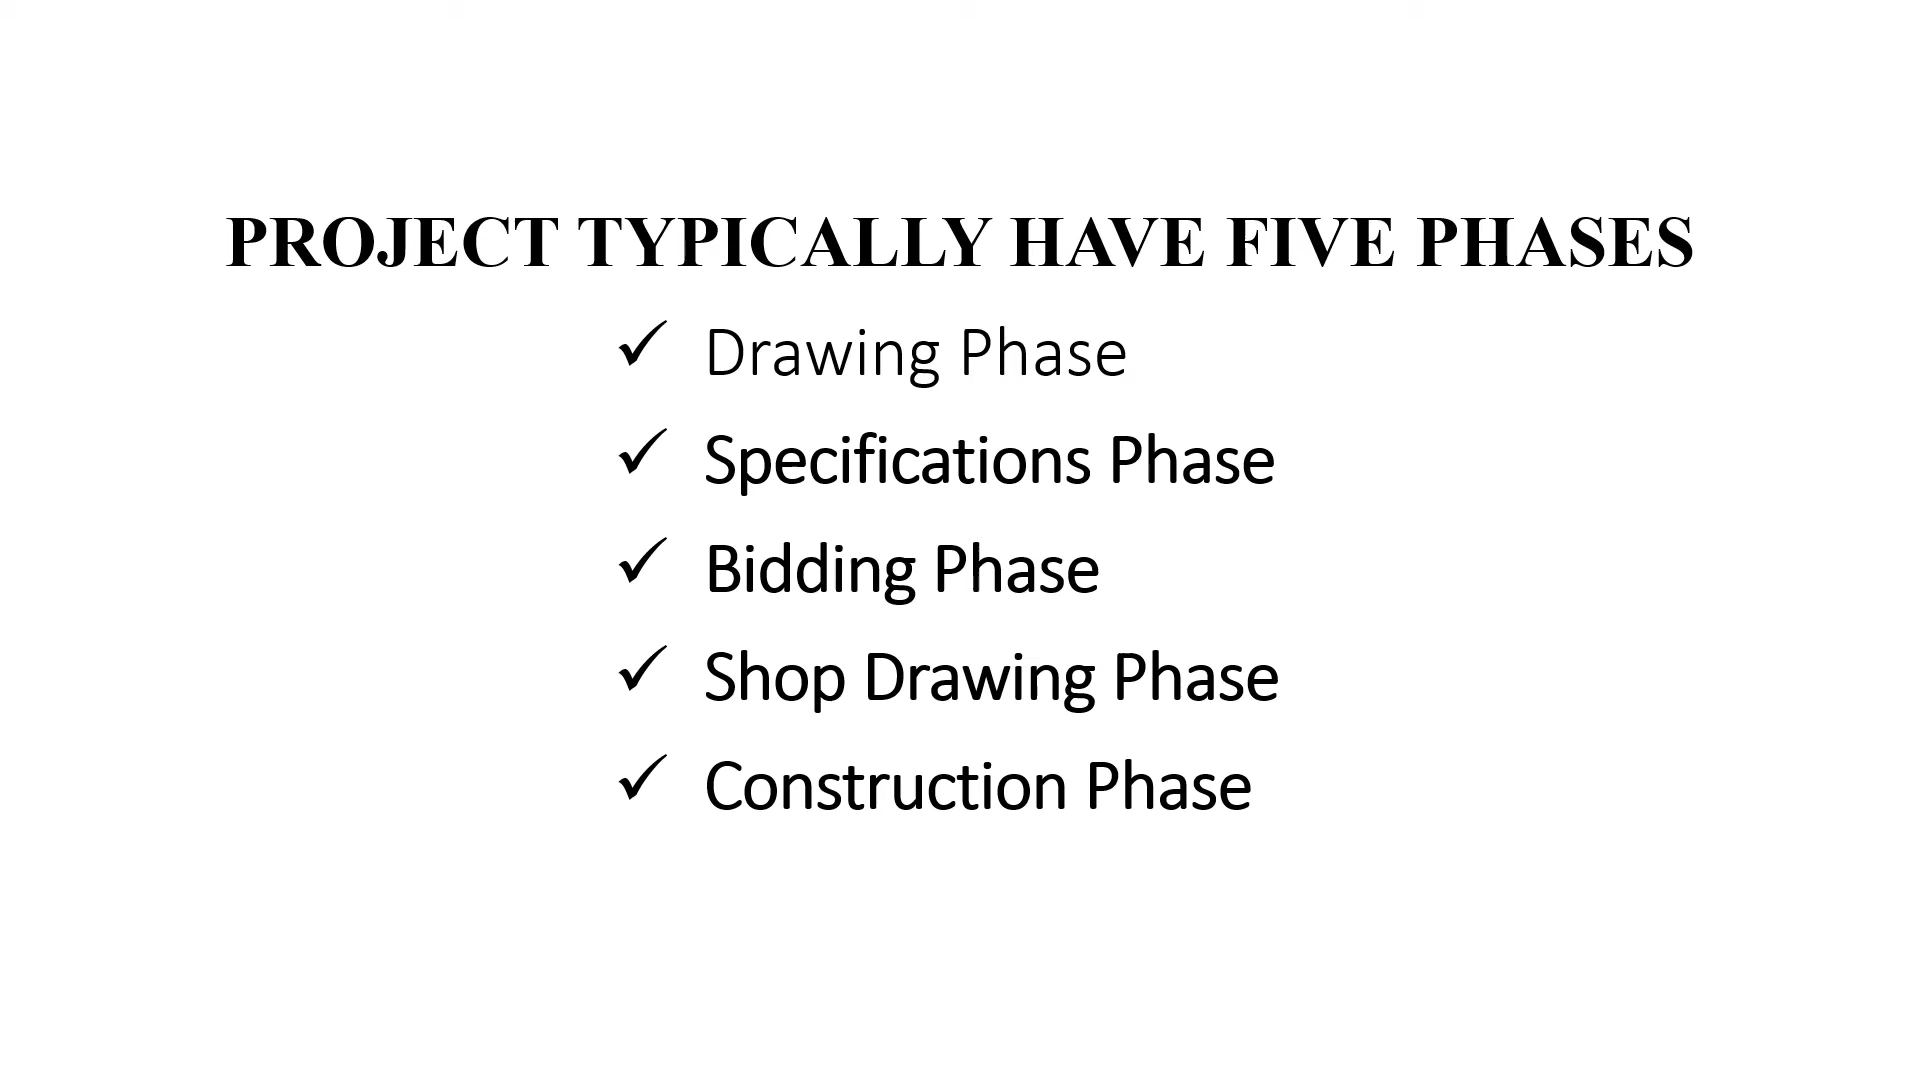 PROJECT TYPICALLY HAVE FIVE PHASES
✓ Drawing Phase
✓ Specifications Phase
✓ Bidding Phase
✓ Shop Drawing Phase
✓ Construction Phase